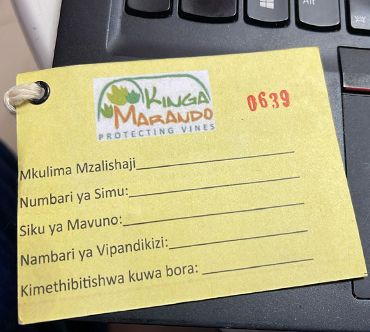 KINGA
MARANDO
PROTECTING VINES
0639
Mkulima Mzalishaji
Numbari ya Simu:
Siku ya Mavuno:
Nambari ya Vipandikizi:
Kimethibitishwa kuwa bora:
Alt